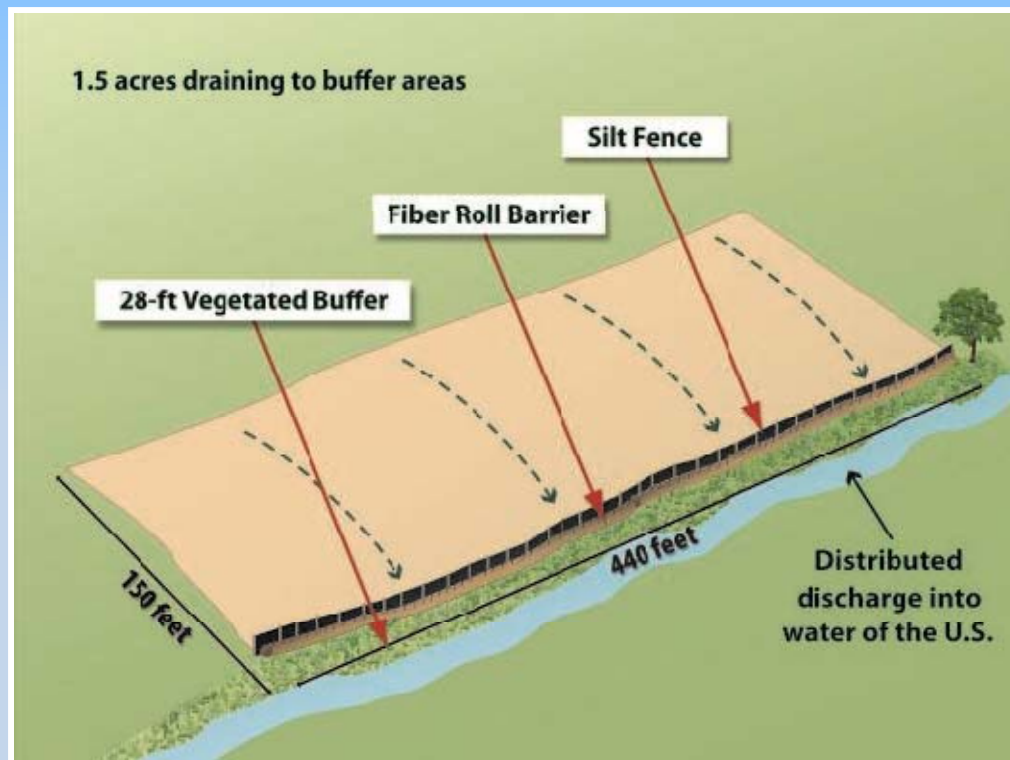 1.5 acres draining to buffer areas
Silt Fence
Fiber Roll Barrier
28-ft Vegetated Buffer
150 feet
440 feet
Distributed
discharge into
water of the U.S.